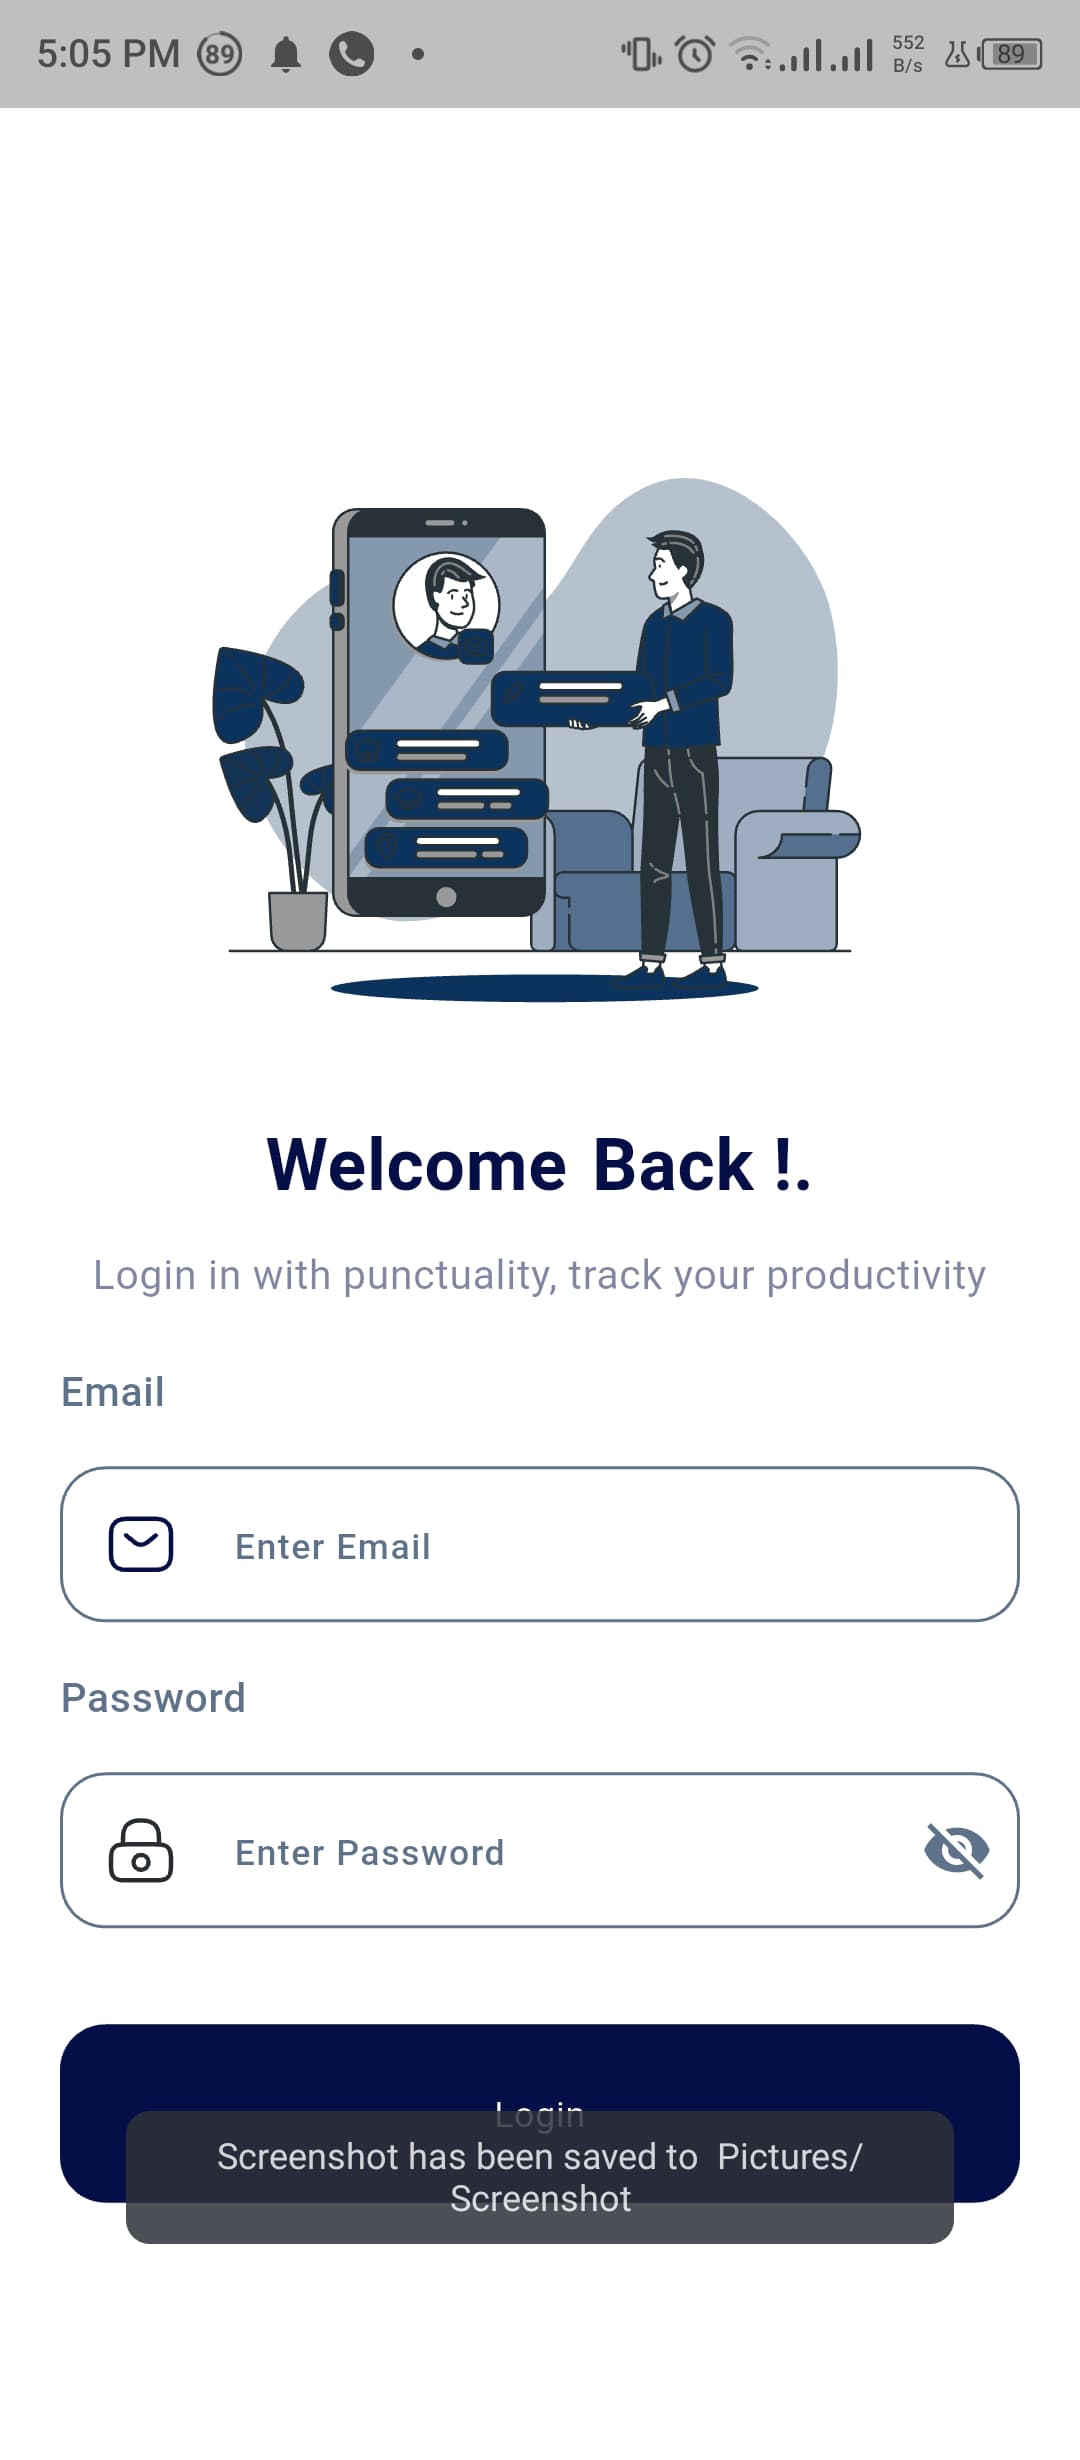 5:05 PM 89 552 B/s 89
Welcome Back !.
Login in with punctuality, track your productivity
Email
Enter Email
Password
Enter Password
Login
Screenshot has been saved to  Pictures/
Screenshot